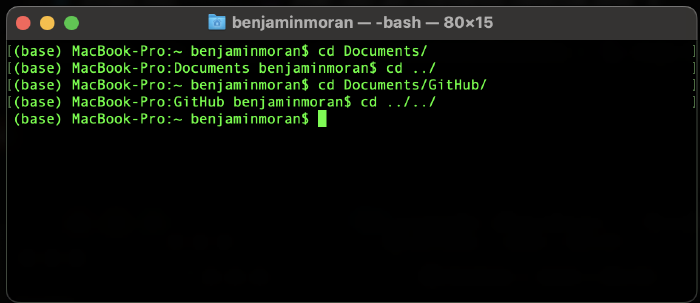 benjaminmoran — -bash — 80×15
[(base) MacBook-Pro:~ benjaminmoran$ cd Documents/ ]
[(base) MacBook-Pro:Documents benjaminmoran$ cd ../ ]
[(base) MacBook-Pro:~ benjaminmoran$ cd Documents/GitHub/ ]
[(base) MacBook-Pro:GitHub benjaminmoran$ cd ../../ ]
(base) MacBook-Pro:~ benjaminmoran$